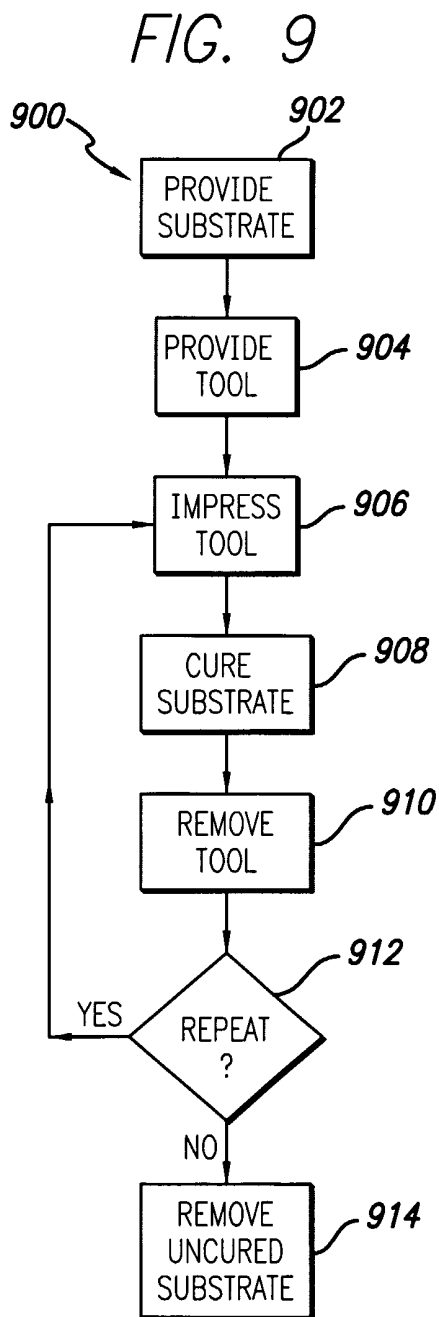 FIG. 9
900
902
PROVIDE
SUBSTRATE
PROVIDE
TOOL
904
IMPRESS
TOOL
906
CURE
SUBSTRATE
908
REMOVE
TOOL
910
912
YES
REPEAT
?
NO
REMOVE
UNCURED
SUBSTRATE
914